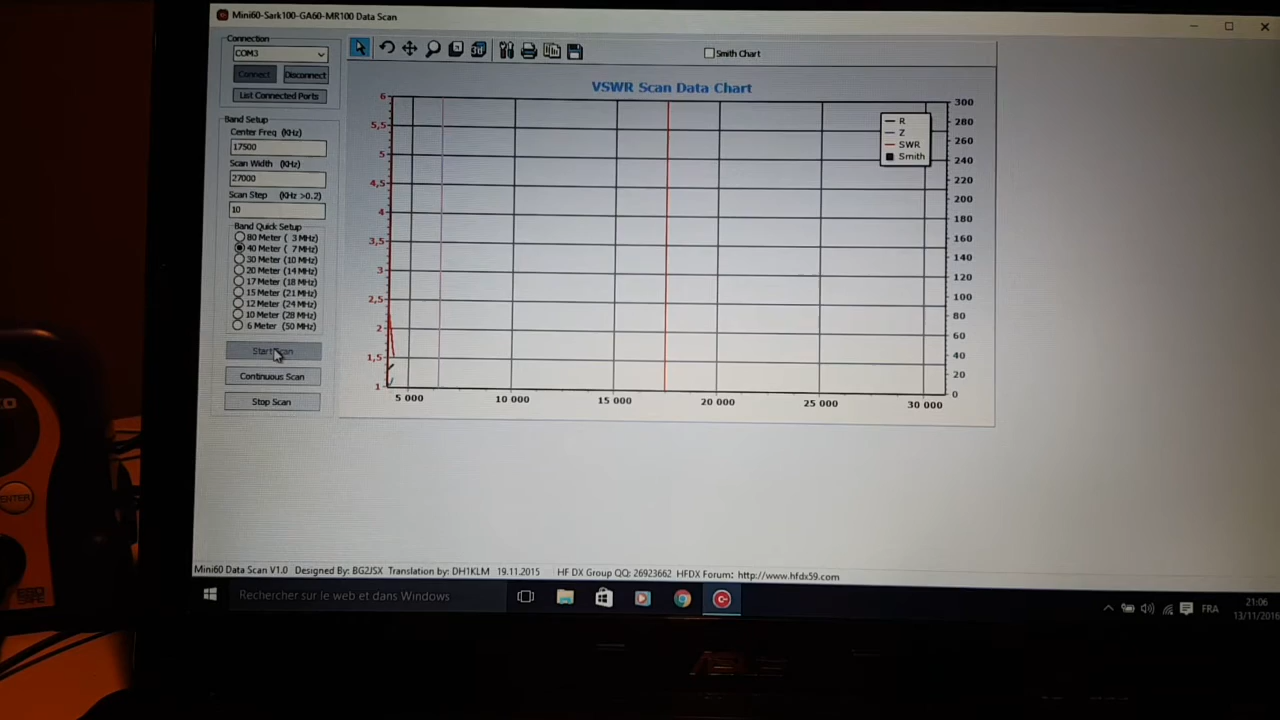 Mini60-Sark100-GA60-MR100 Data Scan
Connection
COM3
Connect Disconnect
List Connected Ports
Band Setup
Center Freq (KHz)
17500
Scan Width (KHz)
27000
Scan Step (KHz >0.2)
10
Band Quick Setup
80 Meter ( 3 MHz)
40 Meter ( 7 MHz)
30 Meter (10 MHz)
20 Meter (14 MHz)
17 Meter (18 MHz)
15 Meter (21 MHz)
12 Meter (24 MHz)
10 Meter (28 MHz)
6 Meter (50 MHz)
Start Scan
Continuous Scan
Stop Scan
Smith Chart
VSWR Scan Data Chart
6
5,5
5
4,5
4
3,5
3
2,5
2
1,5
1
5 000 10 000 15 000 20 000 25 000 30 000
300
280
260
240
220
200
180
160
140
120
100
80
60
40
20
0
R
Z
SWR
Smith
Mini60 Data Scan V1.0 Designed By: BG2JSX Translation by: DH1KLM 19.11.2015 HF DX Group QQ: 26923662 HFDX Forum: http://www.hfdx59.com
Rechercher sur le web et dans Windows
FRA
21:06
13/11/2016
ENTER